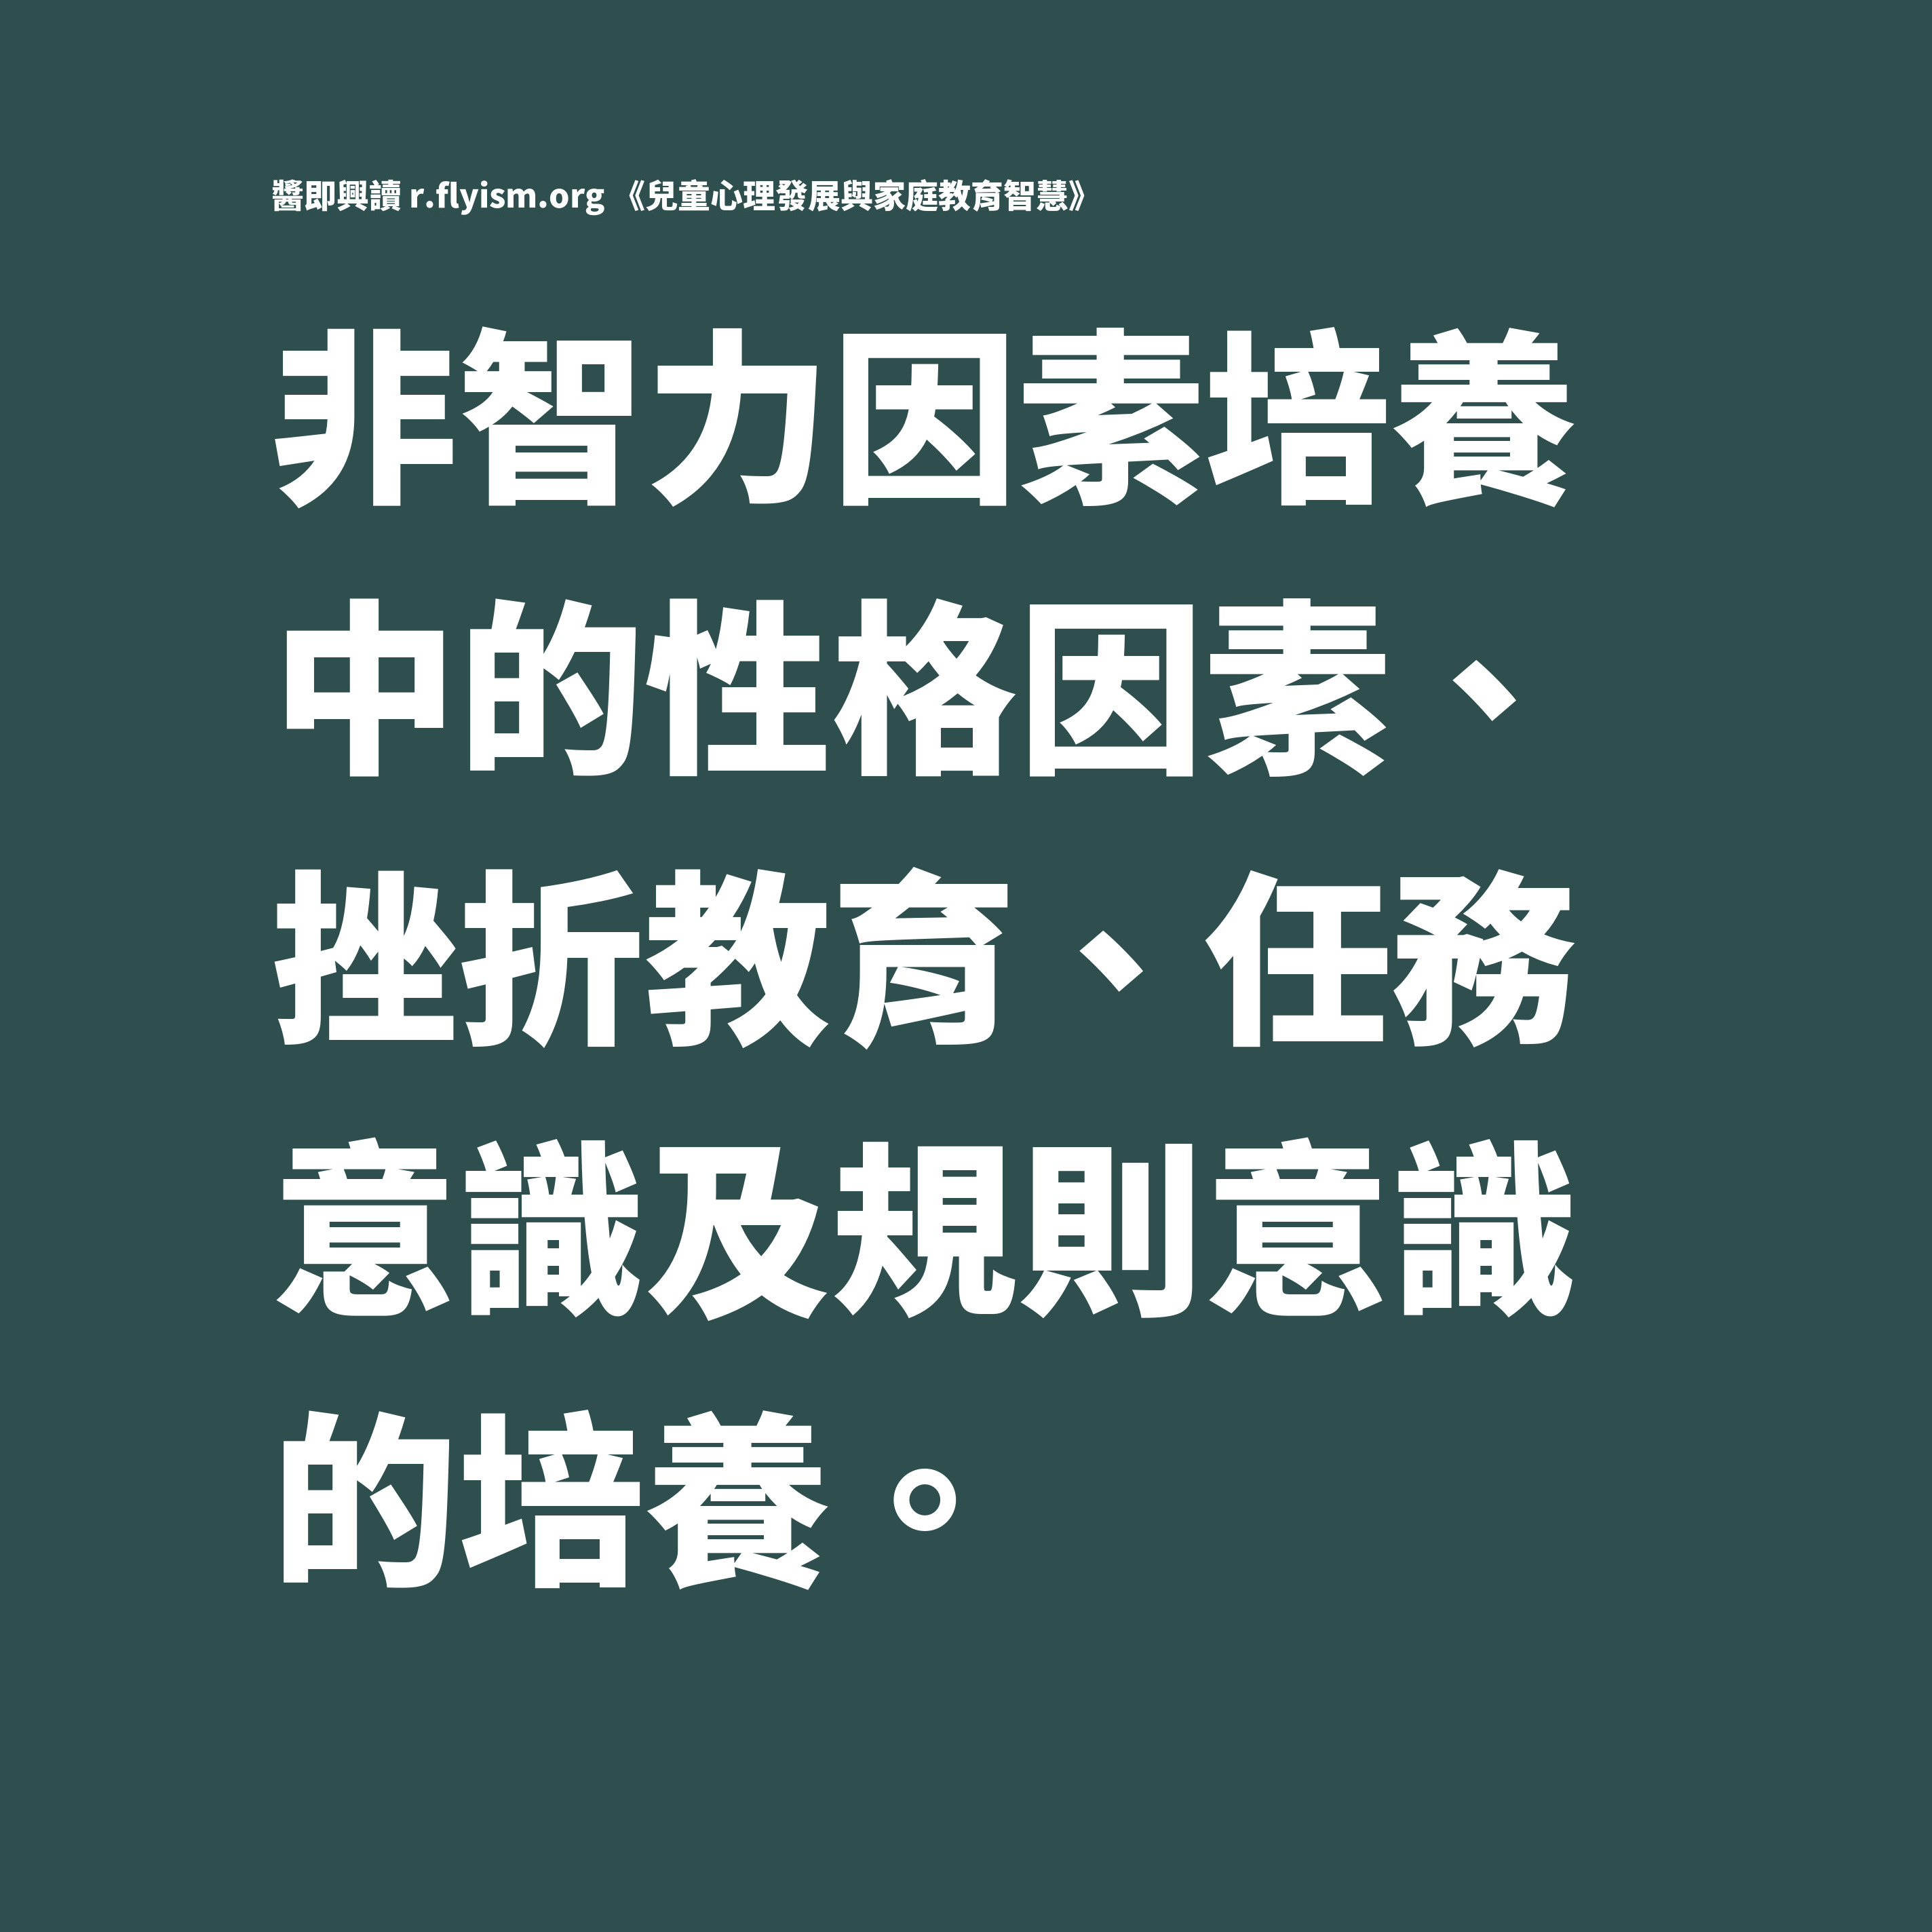 醫聊興讀 r.flyism.org《兒童心理發展與家庭教育智慧》
非智力因素培養
中的性格因素、
挫折教育、任務
意識及規則意識
的培養。